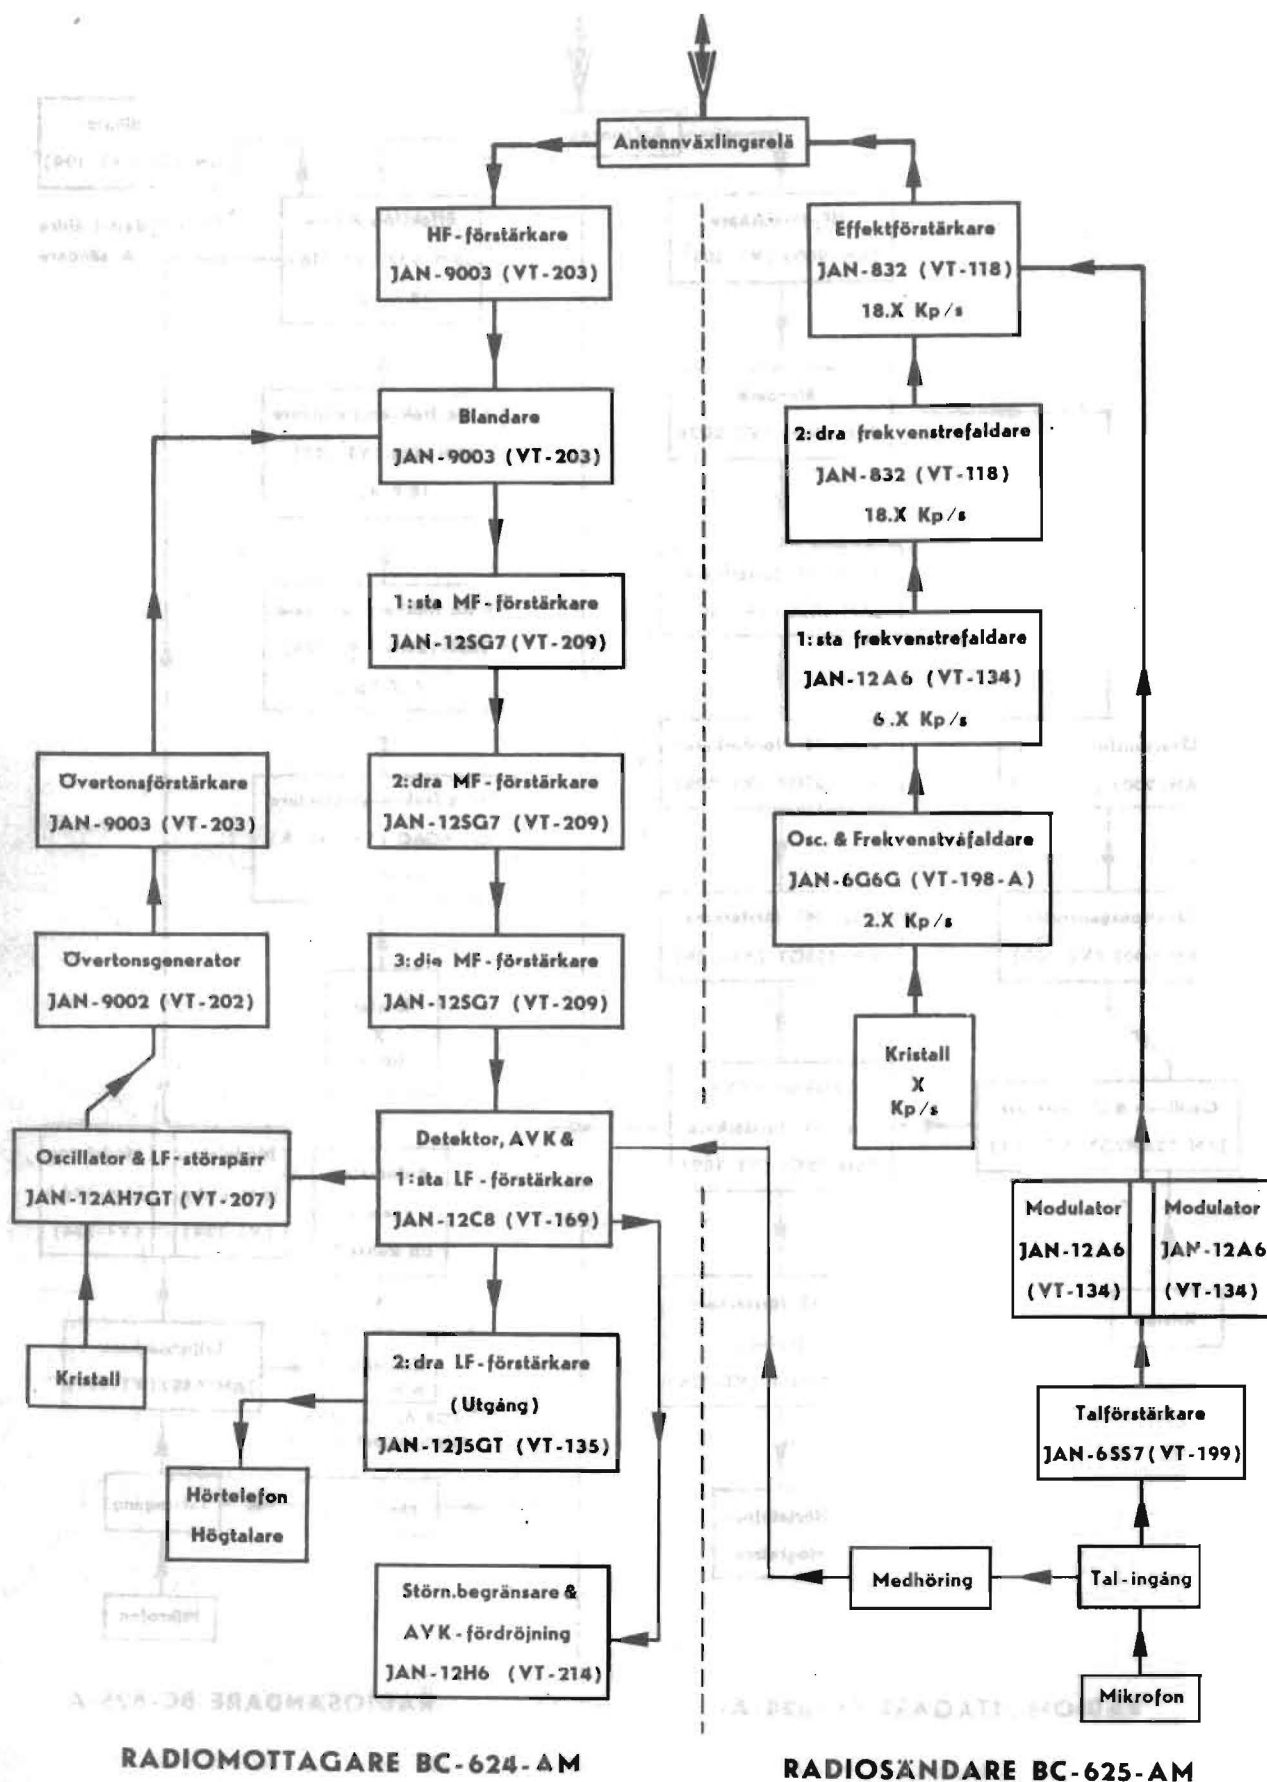 Antennväxlingsrelä
HF-förstärkare
JAN-9003 (VT-203)
Blandare
JAN-9003 (VT-203)
1:sta MF-förstärkare
JAN-12SG7 (VT-209)
2:dra MF-förstärkare
JAN-12SG7 (VT-209)
3:die MF-förstärkare
JAN-12SG7 (VT-209)
Övertonsförstärkare
JAN-9003 (VT-203)
Övertonsgenerator
JAN-9002 (VT-202)
Oscillator & LF-störspärr
JAN-12AH7GT (VT-207)
Kristall
Detektor, AVK &
1:sta LF-förstärkare
JAN-12C8 (VT-169)
2:dra LF-förstärkare
(Utgång)
JAN-12J5GT (VT-135)
Hörtelefon
Högtalare
Störn.begränsare &
AVK-fördröjning
JAN-12H6 (VT-214)
RADIOMOTTAGARE BC-624-AM
Effektförstärkare
JAN-832 (VT-118)
18.X Kp/s
2:dra frekvenstrefaldare
JAN-832 (VT-118)
18.X Kp/s
1:sta frekvenstrefaldare
JAN-12A6 (VT-134)
6.X Kp/s
Osc. & Frekvenstvåfaldare
JAN-6G6G (VT-198-A)
2.X Kp/s
Kristall
X
Kp/s
Modulator
JAN-12A6
(VT-134)
Modulator
JAN-12A6
(VT-134)
Talförstärkare
JAN-6SS7 (VT-199)
Medhöring
Tal-ingång
Mikrofon
RADIOSÄNDARE BC-625-AM